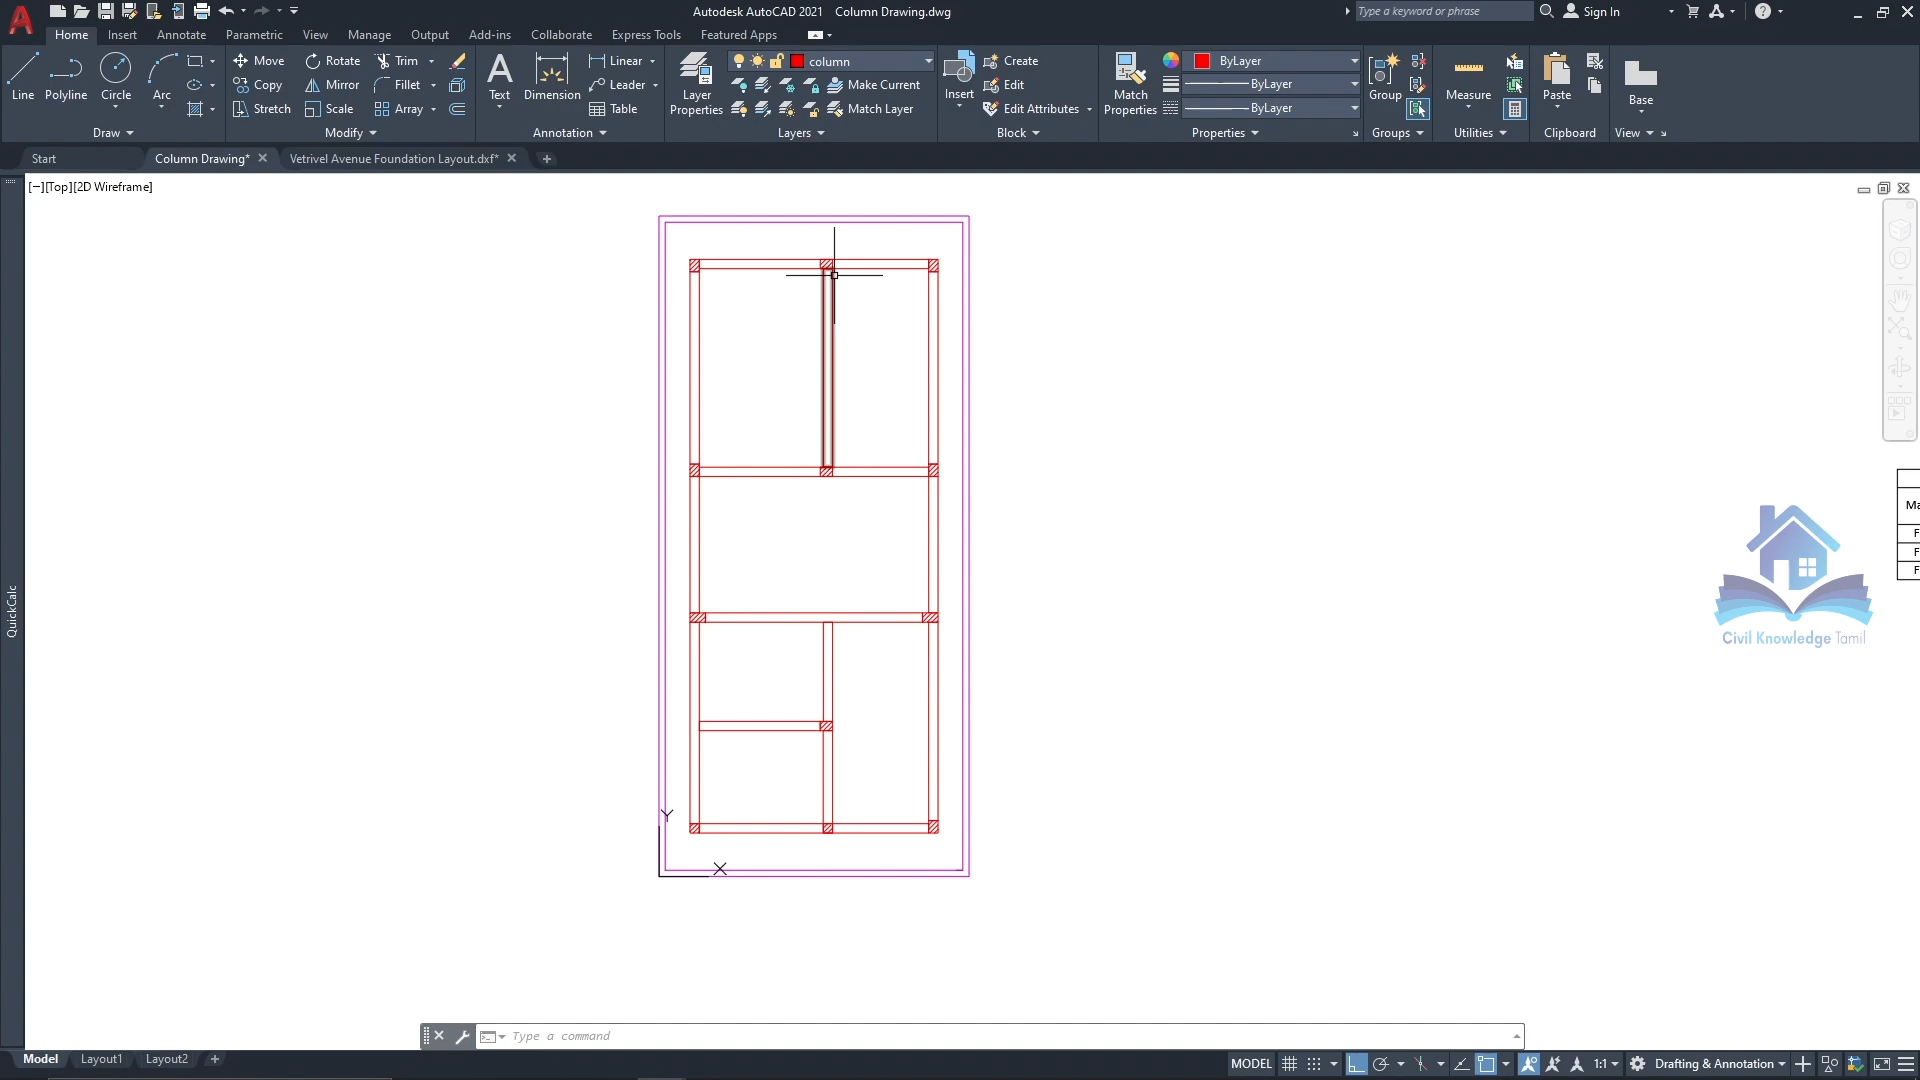 Autodesk AutoCAD 2021 Column Drawing.dwg
Type a keyword or phrase
Sign In
Home Insert Annotate Parametric View Manage Output Add-ins Collaborate Express Tools Featured Apps
Line Polyline Circle Arc
Draw
Move Rotate Trim
Copy Mirror Fillet
Stretch Scale Array
Modify
Text Dimension
Linear
Leader
Table
Annotation
Layer Properties
column
Make Current
Match Layer
Layers
Insert
Create
Edit
Edit Attributes
Block
Match Properties
ByLayer
ByLayer
ByLayer
Properties
Group
Groups
Measure
Utilities
Paste
Clipboard
Base
View
Start Column Drawing* Vetrivel Avenue Foundation Layout.dxf*
[−][Top][2D Wireframe]
QuickCalc
Y
X
Ma
F
F
F
Civil Knowledge Tamil
Type a command
Model Layout1 Layout2
MODEL 1:1 Drafting & Annotation